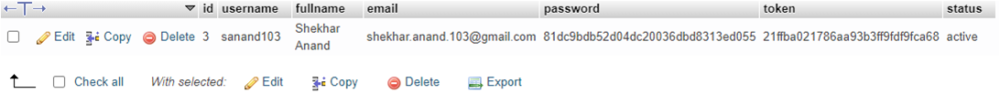 id username fullname email password token status
Edit Copy Delete 3 sanand103 Shekhar Anand shekhar.anand.103@gmail.com 81dc9bdb52d04dc20036dbd8313ed055 21ffba021786aa93b3ff9fdf9fca68 active
Check all With selected: Edit Copy Delete Export